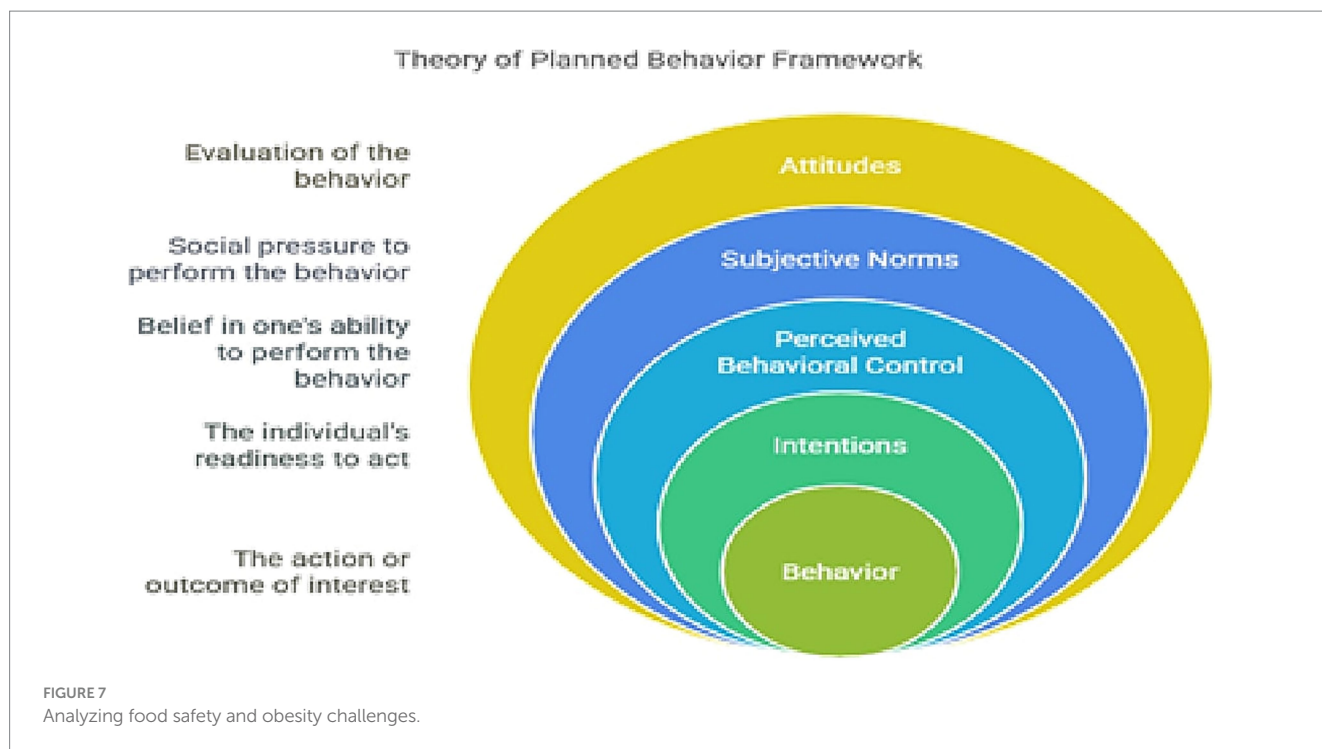 Theory of Planned Behavior Framework
Evaluation of the
behavior
Attitudes
Social pressure to
perform the behavior
Subjective Norms
Belief in one's ability
to perform the
behavior
Perceived
Behavioral Control
The individual's
readiness to act
Intentions
The action or
outcome of interest
Behavior
FIGURE 7
Analyzing food safety and obesity challenges.